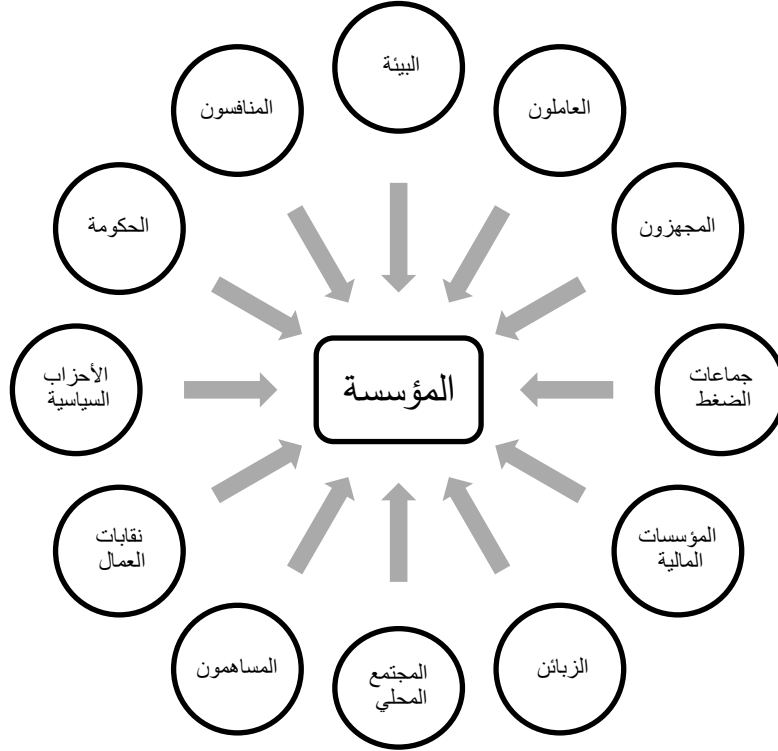 البيئة
العاملون
المنافسون
المجهزون
الحكومة
جماعات
الضغط
المؤسسة
الأحزاب
السياسية
المؤسسات
المالية
نقابات
العمال
الزبائن
المجتمع
المحلي
المساهمون